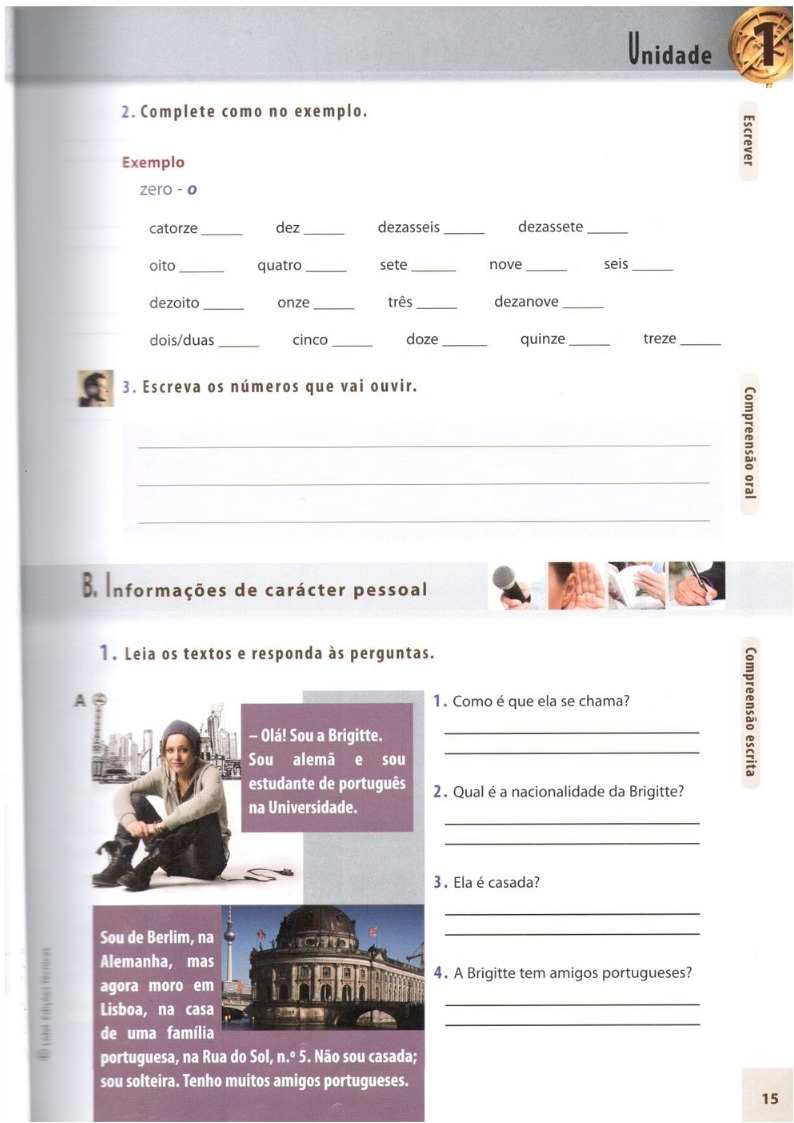 Unidade 1
2. Complete como no exemplo.
Escrever
Exemplo
zero - o
catorze _____ dez _____ dezasseis _____ dezassete _____
oito _____ quatro _____ sete _____ nove _____ seis _____
dezoito _____ onze _____ três _____ dezanove _____
dois/duas _____ cinco _____ doze _____ quinze _____ treze _____
3. Escreva os números que vai ouvir.
Compreensão oral
B. Informações de carácter pessoal
1. Leia os textos e responda às perguntas.
Compreensão escrita
A
– Olá! Sou a Brigitte.
Sou alemã e sou
estudante de português
na Universidade.
Sou de Berlim, na
Alemanha, mas
agora moro em
Lisboa, na casa
de uma família
portuguesa, na Rua do Sol, n.º 5. Não sou casada;
sou solteira. Tenho muitos amigos portugueses.
1. Como é que ela se chama?
2. Qual é a nacionalidade da Brigitte?
3. Ela é casada?
4. A Brigitte tem amigos portugueses?
© Lidel Edições Técnicas
15